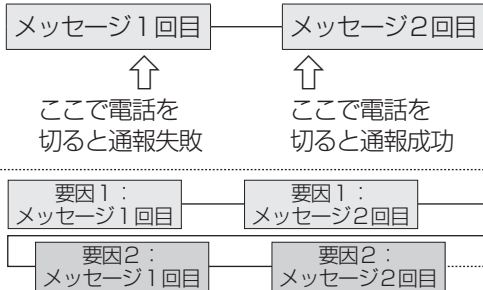 メッセージ1回目
メッセージ2回目
ここで電話を
切ると通報失敗
ここで電話を
切ると通報成功
要因1：
メッセージ1回目
要因1：
メッセージ2回目
要因2：
メッセージ1回目
要因2：
メッセージ2回目